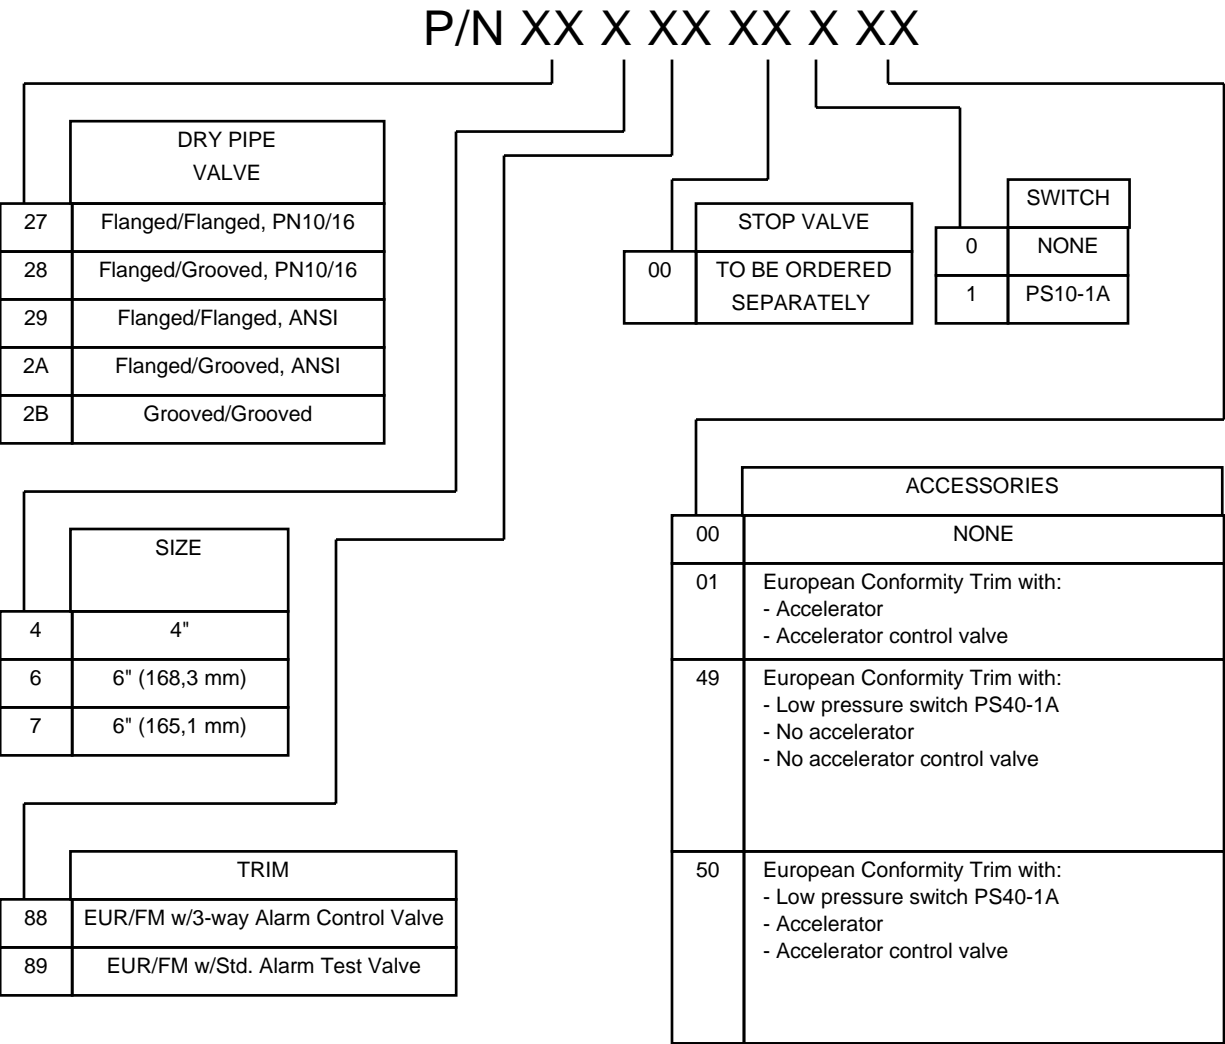 P/N XX X XX XX X XX
DRY PIPE
VALVE
27 Flanged/Flanged, PN10/16
28 Flanged/Grooved, PN10/16
29 Flanged/Flanged, ANSI
2A Flanged/Grooved, ANSI
2B Grooved/Grooved
SIZE
4 4"
6 6" (168,3 mm)
7 6" (165,1 mm)
TRIM
88 EUR/FM w/3-way Alarm Control Valve
89 EUR/FM w/Std. Alarm Test Valve
STOP VALVE
00 TO BE ORDERED
SEPARATELY
SWITCH
0 NONE
1 PS10-1A
ACCESSORIES
00 NONE
01 European Conformity Trim with:
- Accelerator
- Accelerator control valve
49 European Conformity Trim with:
- Low pressure switch PS40-1A
- No accelerator
- No accelerator control valve
50 European Conformity Trim with:
- Low pressure switch PS40-1A
- Accelerator
- Accelerator control valve